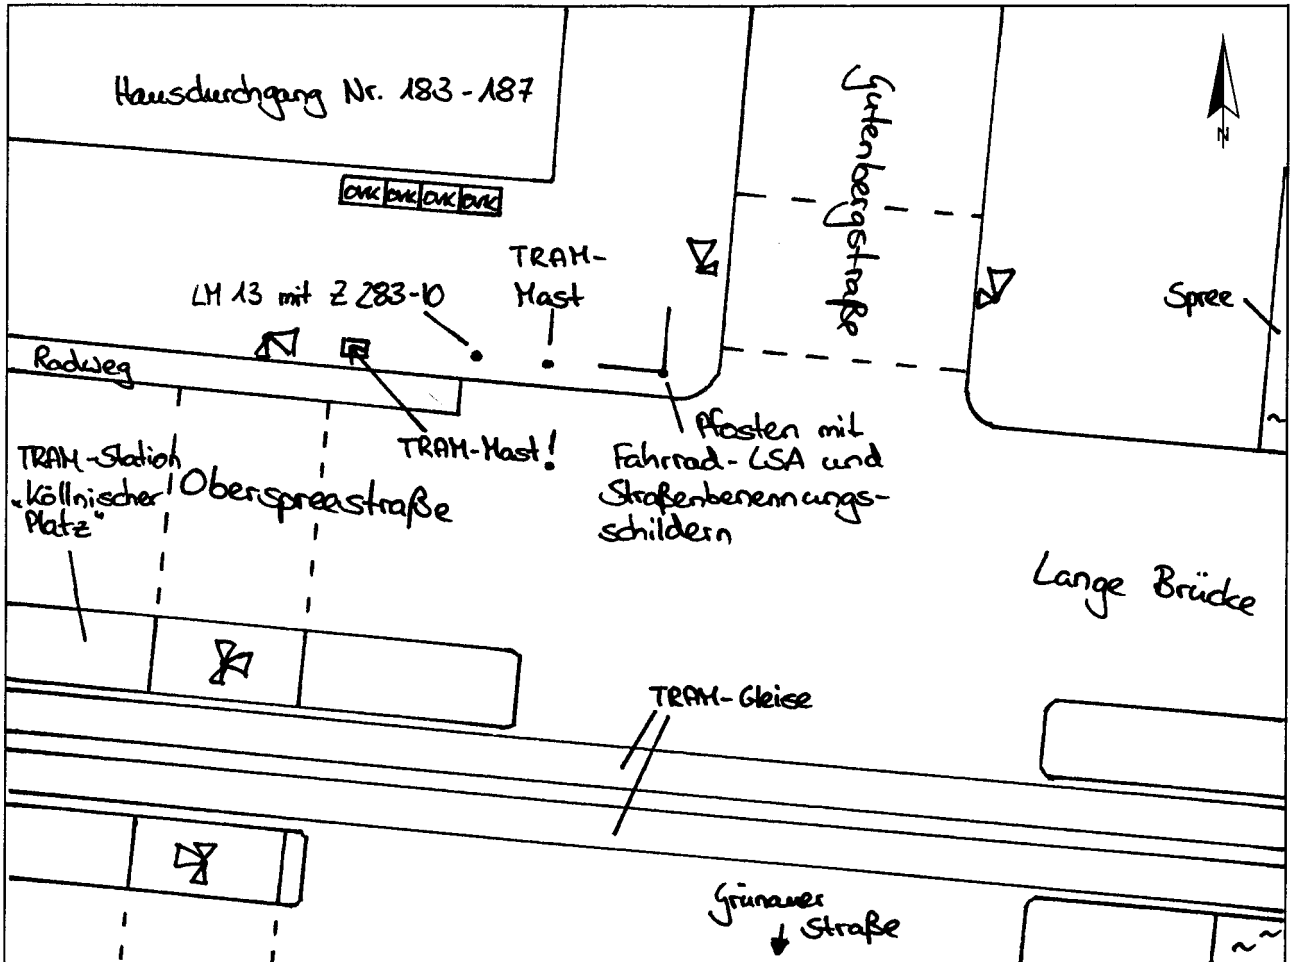 Hausdurchgang Nr. 183-187
Gutenbergstraße
N
OVK OVK OVK OVK
TRAM-
Mast
LM 13 mit Z 283-10
Spree
Radweg
TRAM-Mast!
Pfosten mit
Fahrrad-LSA und
Straßenbenennungs-
schildern
TRAM-Station
"Köllnischer
Platz"
Oberspreestraße
Lange Brücke
TRAM-Gleise
Grünauer
Straße